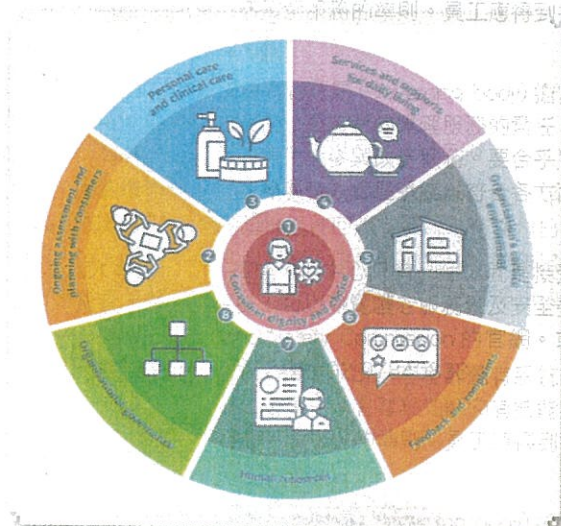 1
Consumer dignity and choice
2
Ongoing assessment and
planning with consumers
3
Personal care
and clinical care
4
Services and supports
for daily living
5
Organisation's service
environment
6
Feedback and complaints
7
Human resources
8
Organisational governance